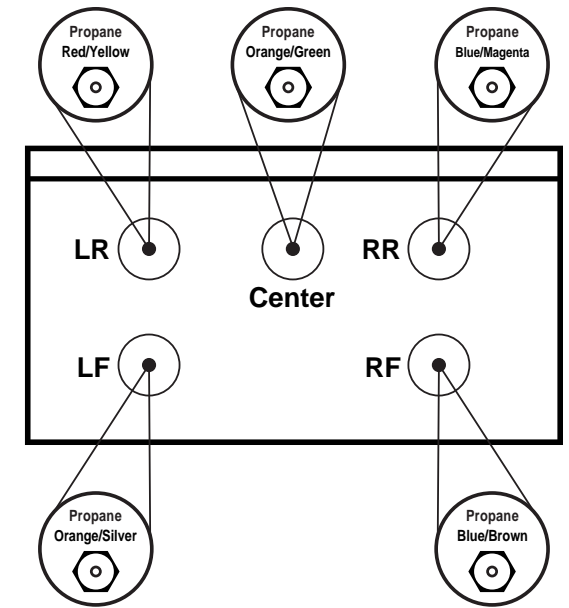 Propane
Red/Yellow
Propane
Orange/Green
Propane
Blue/Magenta
LR
RR
Center
LF
RF
Propane
Orange/Silver
Propane
Blue/Brown